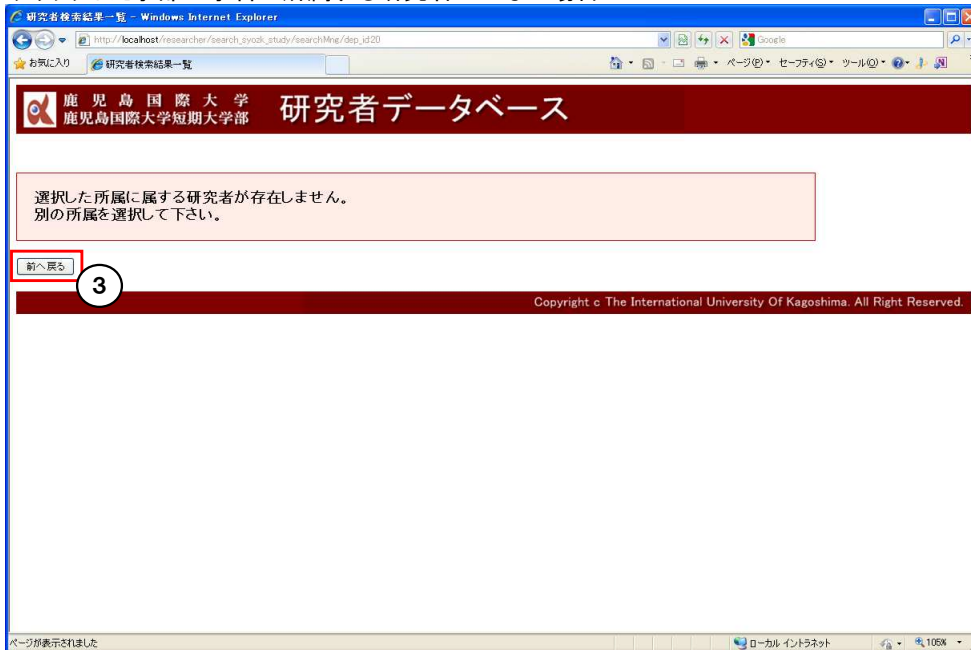 研究者検索結果一覧 - Windows Internet Explorer
http://localhost/researcher/search_syozk_study/searchMng/dep_id20
Google
お気に入り
研究者検索結果一覧
ページ(P)
セーフティ(S)
ツール(O)
鹿児島国際大学
鹿児島国際大学短期大学部
研究者データベース
選択した所属に属する研究者が存在しません。
別の所属を選択して下さい。
前へ戻る
3
Copyright c The International University Of Kagoshima. All Right Reserved.
ページが表示されました
ローカル イントラネット
105%